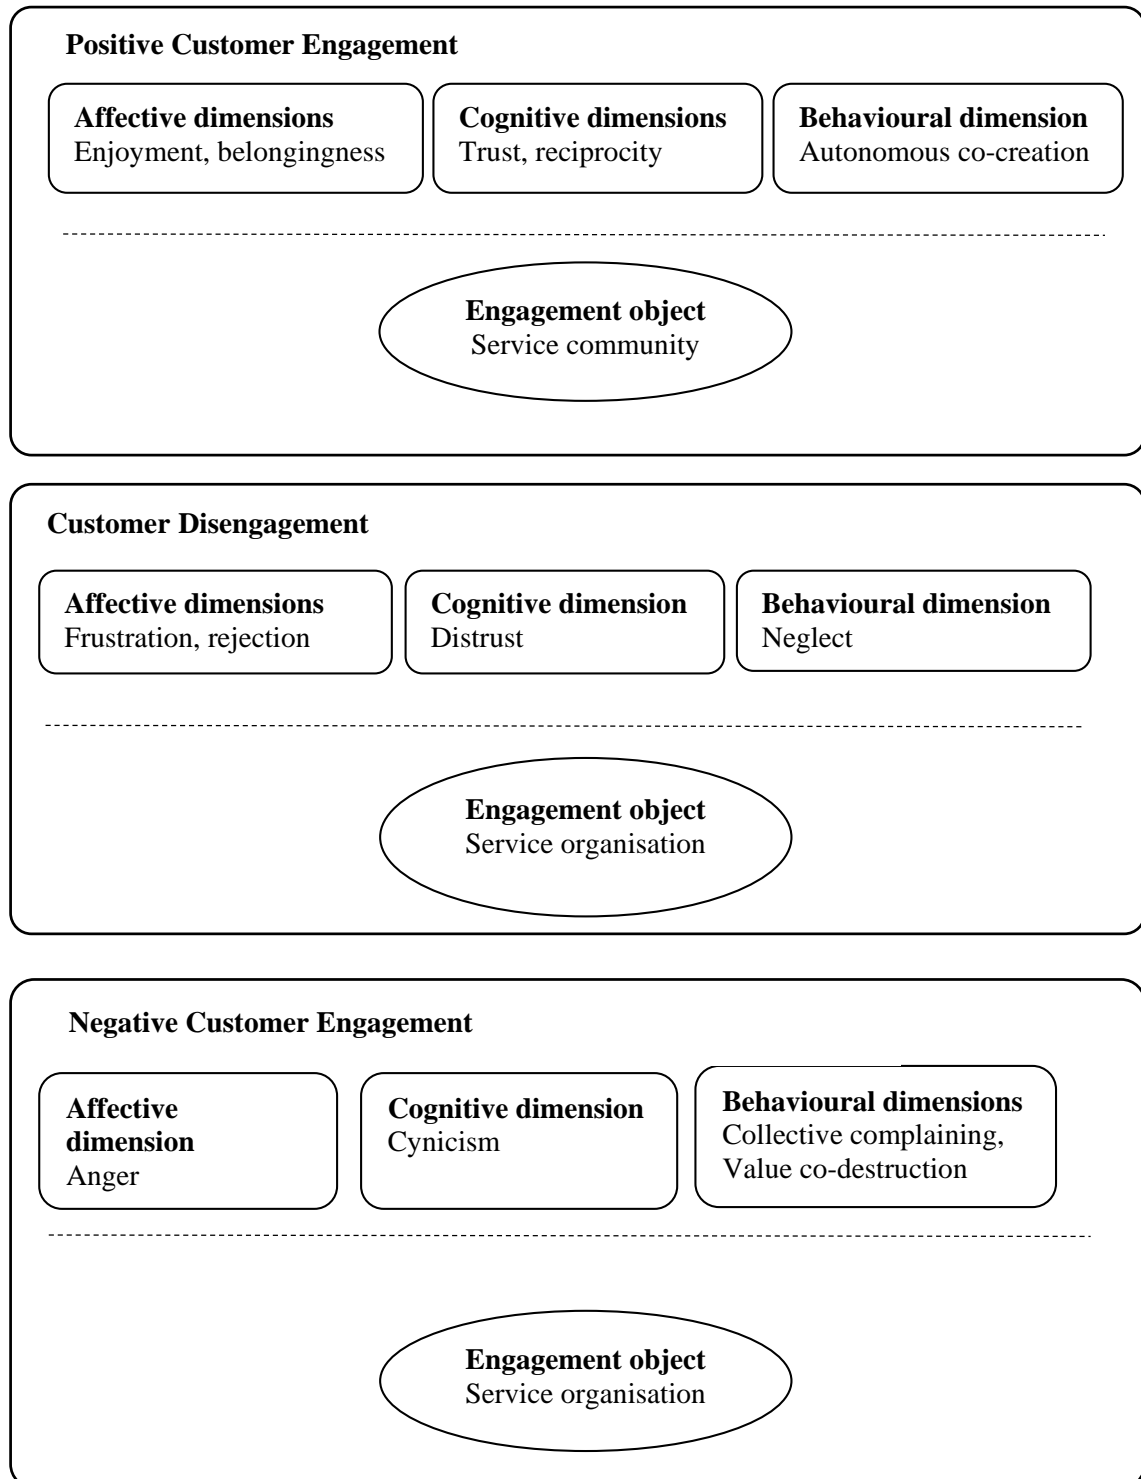 Positive Customer Engagement
Affective dimensions
Enjoyment, belongingness
Cognitive dimensions
Trust, reciprocity
Behavioural dimension
Autonomous co-creation
Engagement object
Service community
Customer Disengagement
Affective dimensions
Frustration, rejection
Cognitive dimension
Distrust
Behavioural dimension
Neglect
Engagement object
Service organisation
Negative Customer Engagement
Affective
dimension
Anger
Cognitive dimension
Cynicism
Behavioural dimensions
Collective complaining,
Value co-destruction
Engagement object
Service organisation